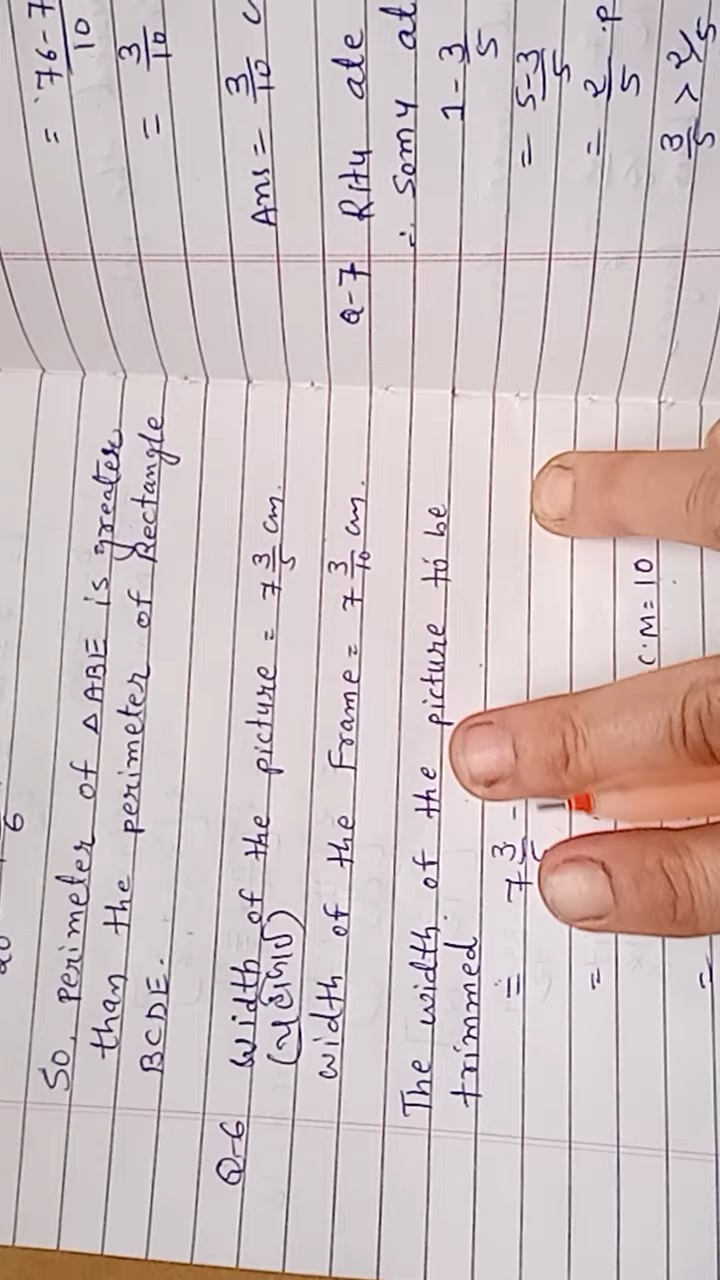 So, Perimeter of △ABE is greater
than the perimeter of Rectangle
BCDE.
Q-6 Width of the picture = 7 3/5 cm.
(चौड़ाई)
width of the Frame = 7 3/10 cm.
The width of the picture to be
trimmed
= 7 3/5 -
=
C.M = 10
=
= 76-7/10
= 3/10
Ans = 3/10 c
Q-7 Ritu ate
∴ Somy at
1 - 3/5
= 5-3/5
= 2/5 P
3/5 > 2/5